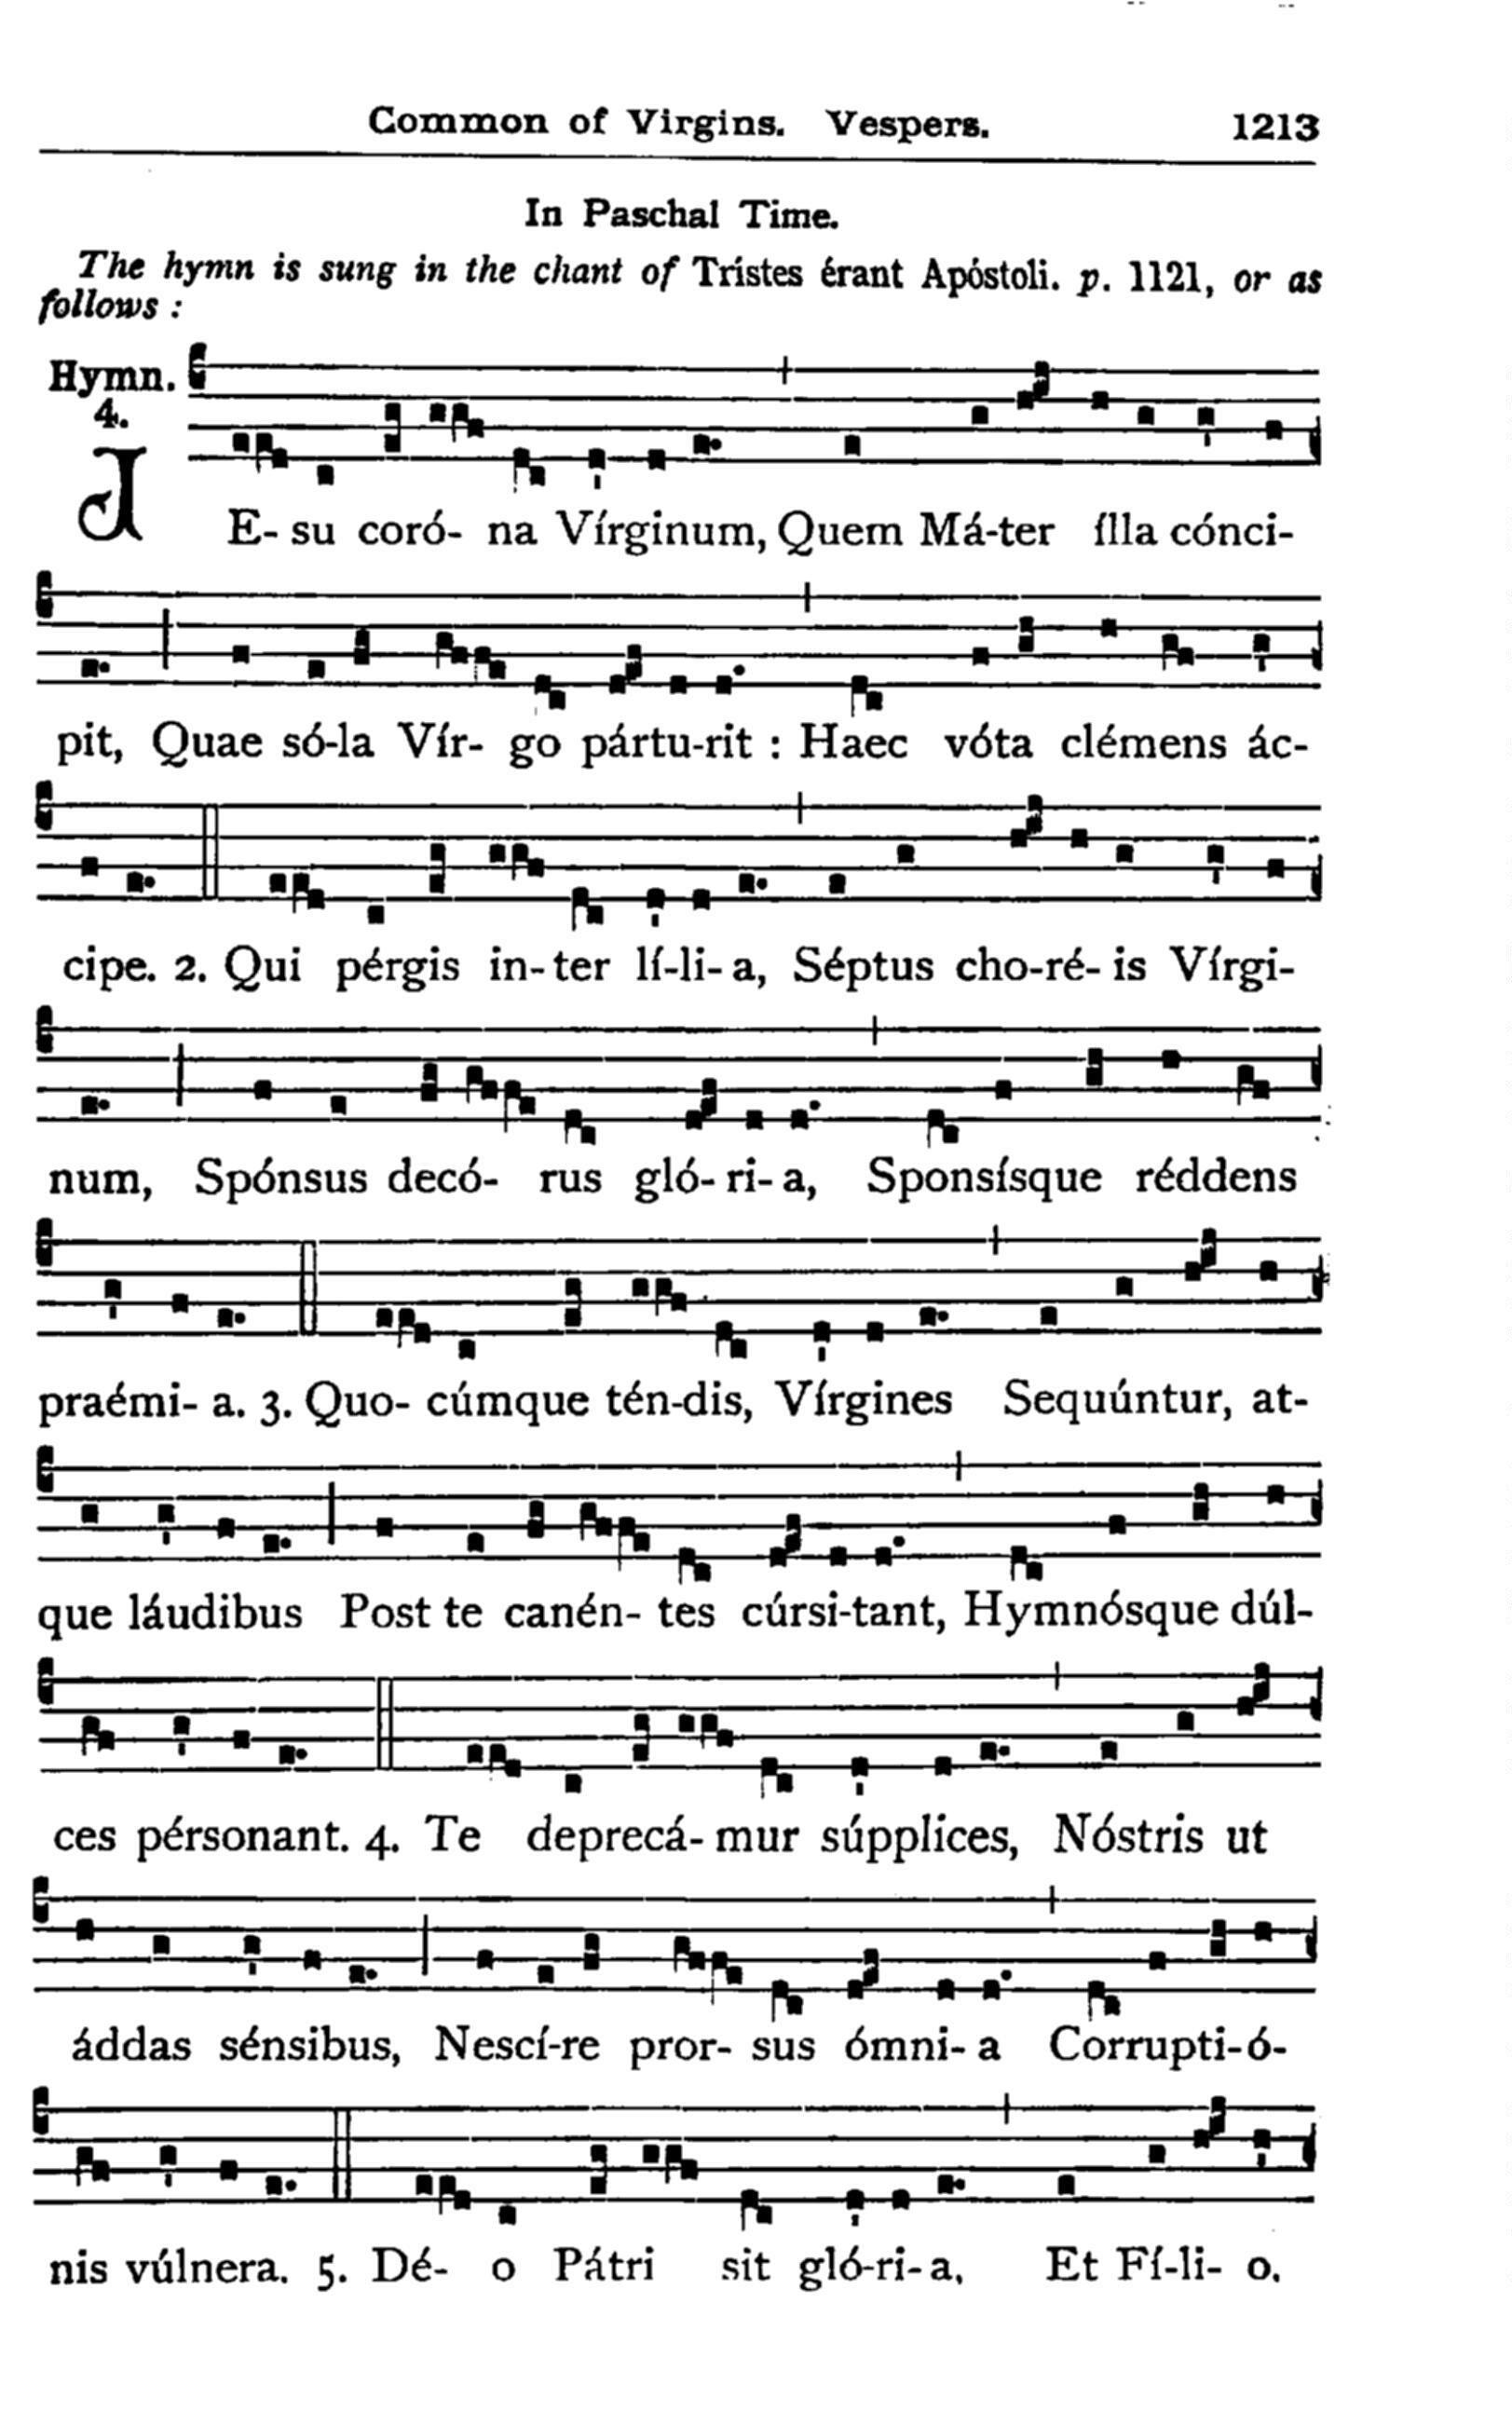 Common of Virgins. Vespers. 1213
In Paschal Time.
The hymn is sung in the chant of Trístes érant Apóstoli. p. 1121, or as
follows :
Hymn.
4.
JE- su coró- na Vírginum, Quem Má-ter ílla cónci-
pit, Quae só-la Vír- go pártu-rit : Haec vóta clémens ác-
cipe. 2. Qui pérgis in-ter lí-li- a, Séptus cho-ré- is Vírgi-
num, Spónsus decó- rus gló- ri- a, Sponsísque réddens
praémi- a. 3. Quo- cúmque tén-dis, Vírgines Sequúntur, at-
que láudibus Post te canén- tes cúrsi-tant, Hymnósque dúl-
ces pérsonant. 4. Te deprecá- mur súpplices, Nóstris ut
áddas sénsibus, Nescí-re pror- sus ómni- a Corrupti-ó-
nis vúlnera. 5. Dé- o Pátri sit gló-ri- a, Et Fí-li- o,